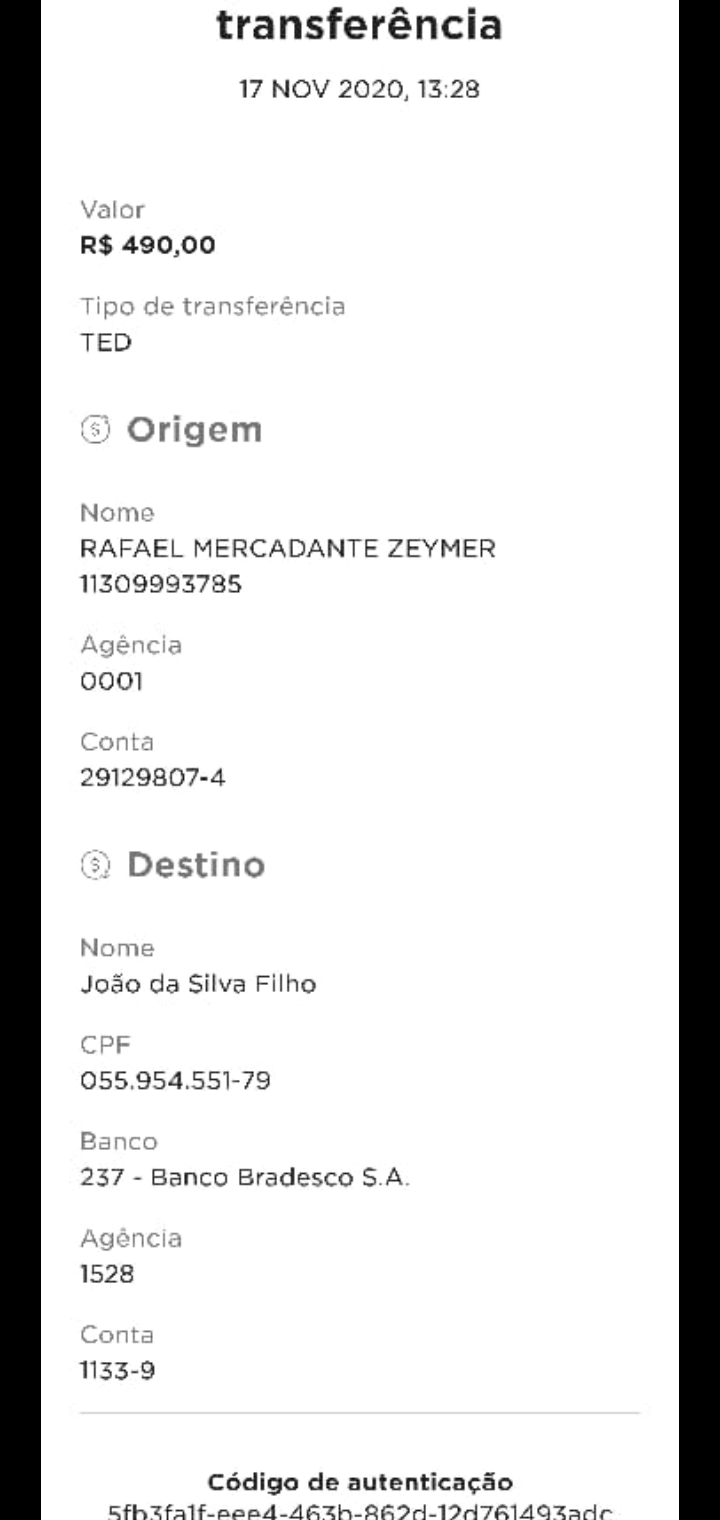 transferência
17 NOV 2020, 13:28
Valor
R$ 490,00
Tipo de transferência
TED
Origem
Nome
RAFAEL MERCADANTE ZEYMER
11309993785
Agência
0001
Conta
29129807-4
Destino
Nome
João da Silva Filho
CPF
055.954.551-79
Banco
237 - Banco Bradesco S.A.
Agência
1528
Conta
1133-9
Código de autenticação
5fb3fa1f-eee4-463b-862d-12d761493adc